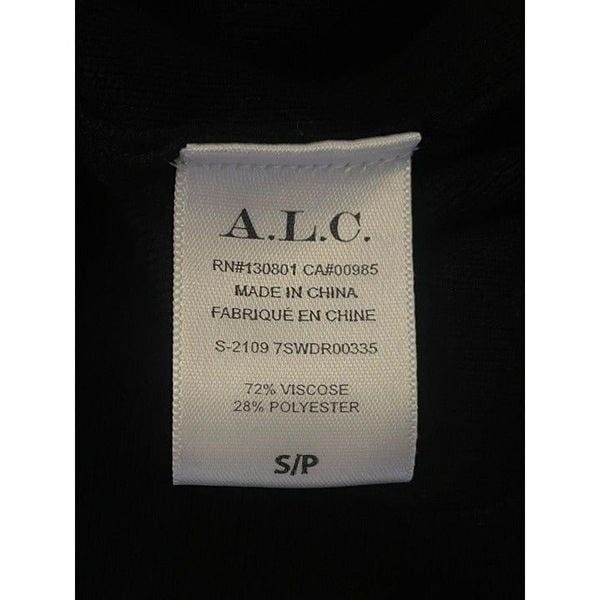 A.L.C.
RN#130801 CA#00985
MADE IN CHINA
FABRIQUÉ EN CHINE
S-2109 7SWDR00335
72% VISCOSE
28% POLYESTER
S/P